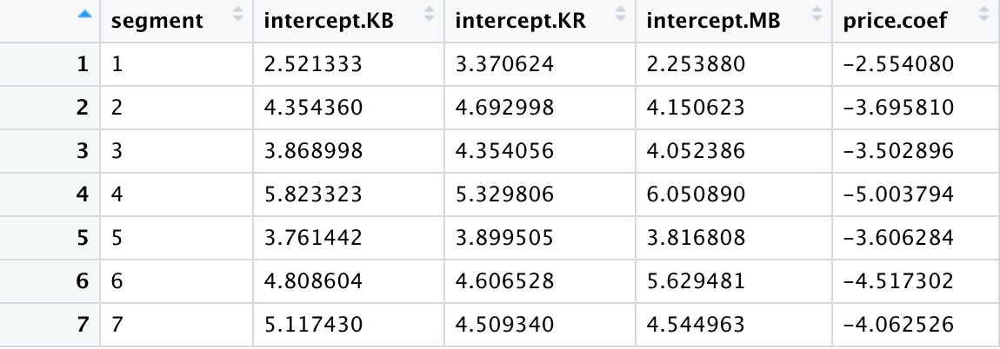 segment intercept.KB intercept.KR intercept.MB price.coef
1 1 2.521333 3.370624 2.253880 −2.554080
2 2 4.354360 4.692998 4.150623 −3.695810
3 3 3.868998 4.354056 4.052386 −3.502896
4 4 5.823323 5.329806 6.050890 −5.003794
5 5 3.761442 3.899505 3.816808 −3.606284
6 6 4.808604 4.606528 5.629481 −4.517302
7 7 5.117430 4.509340 4.544963 −4.062526